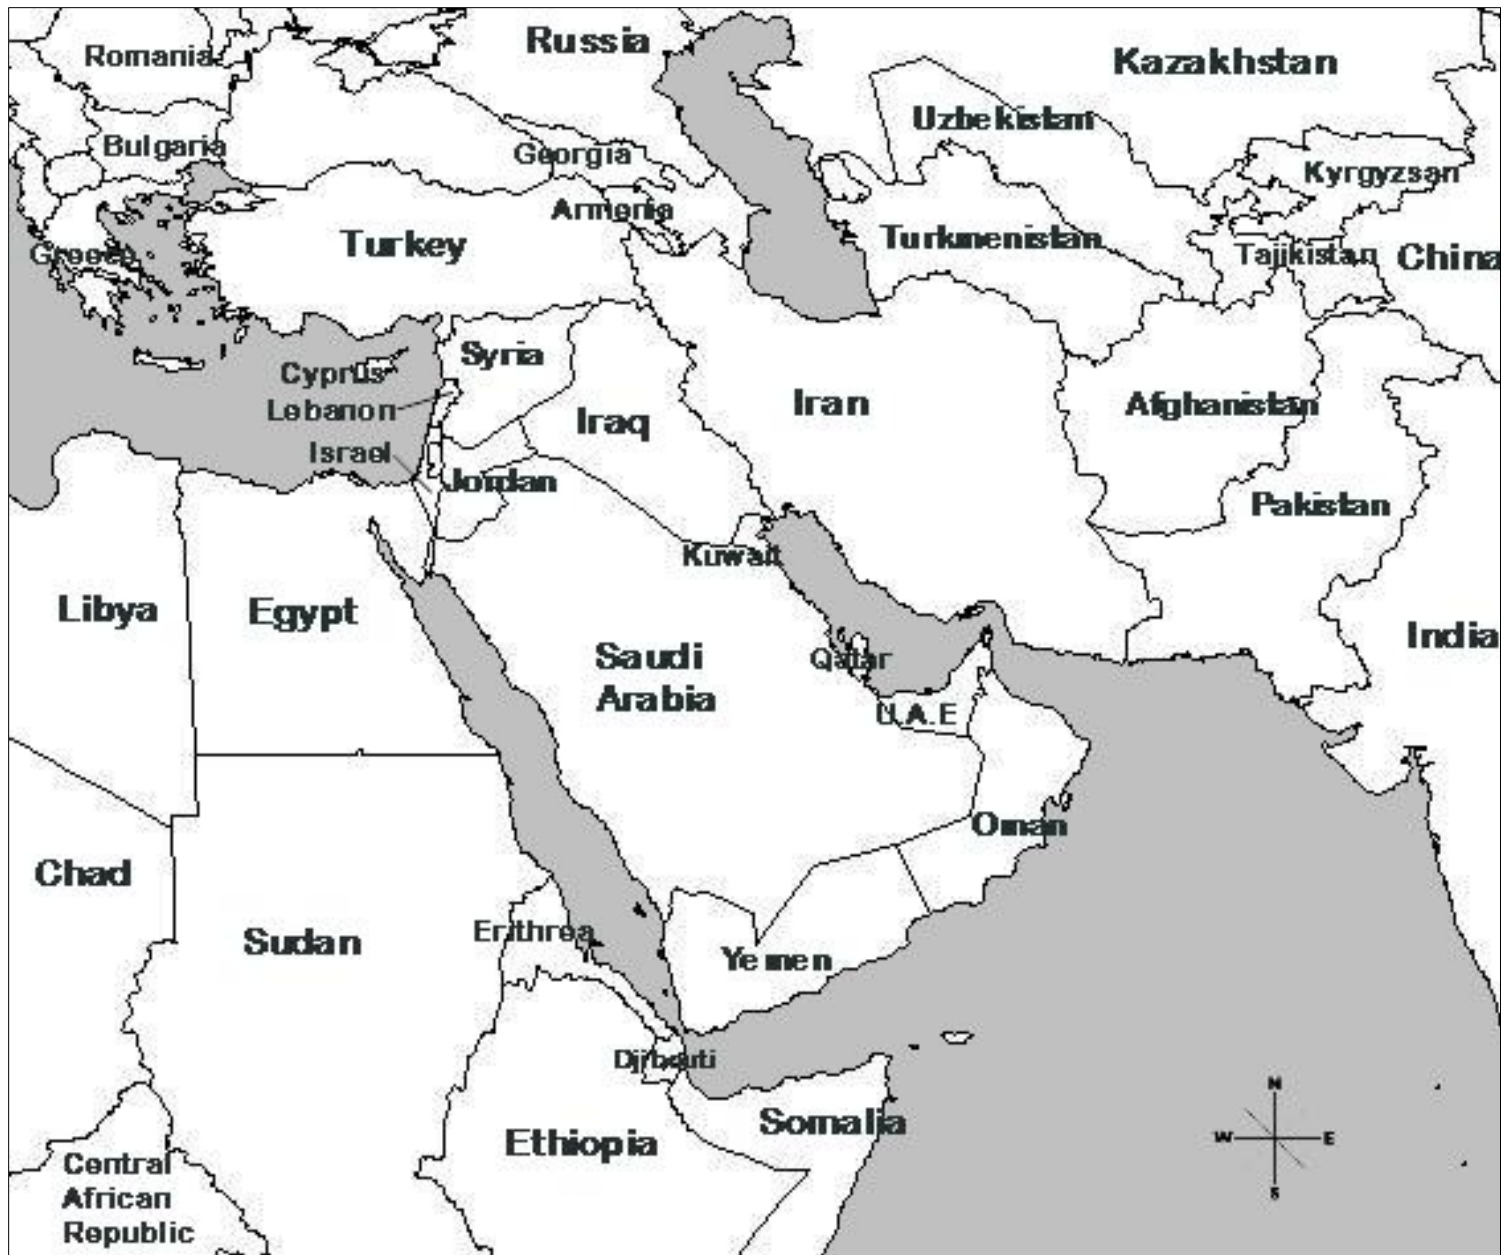 Russia
Romania
Kazakhstan
Uzbekistan
Bulgaria
Georgia
Kyrgyzsan
Armenia
Turkey
Turkmenistan
Greece
Tajikistan
China
Syria
Cyprus
Lebanon
Iran
Afghanistan
Iraq
Israel
Jordan
Pakistan
Kuwait
Libya
Egypt
India
Saudi
Arabia
Qatar
U.A.E
Oman
Chad
Erithrea
Sudan
Yemen
Djibouti
Somalia
Ethiopia
N
W E
S
Central
African
Republic